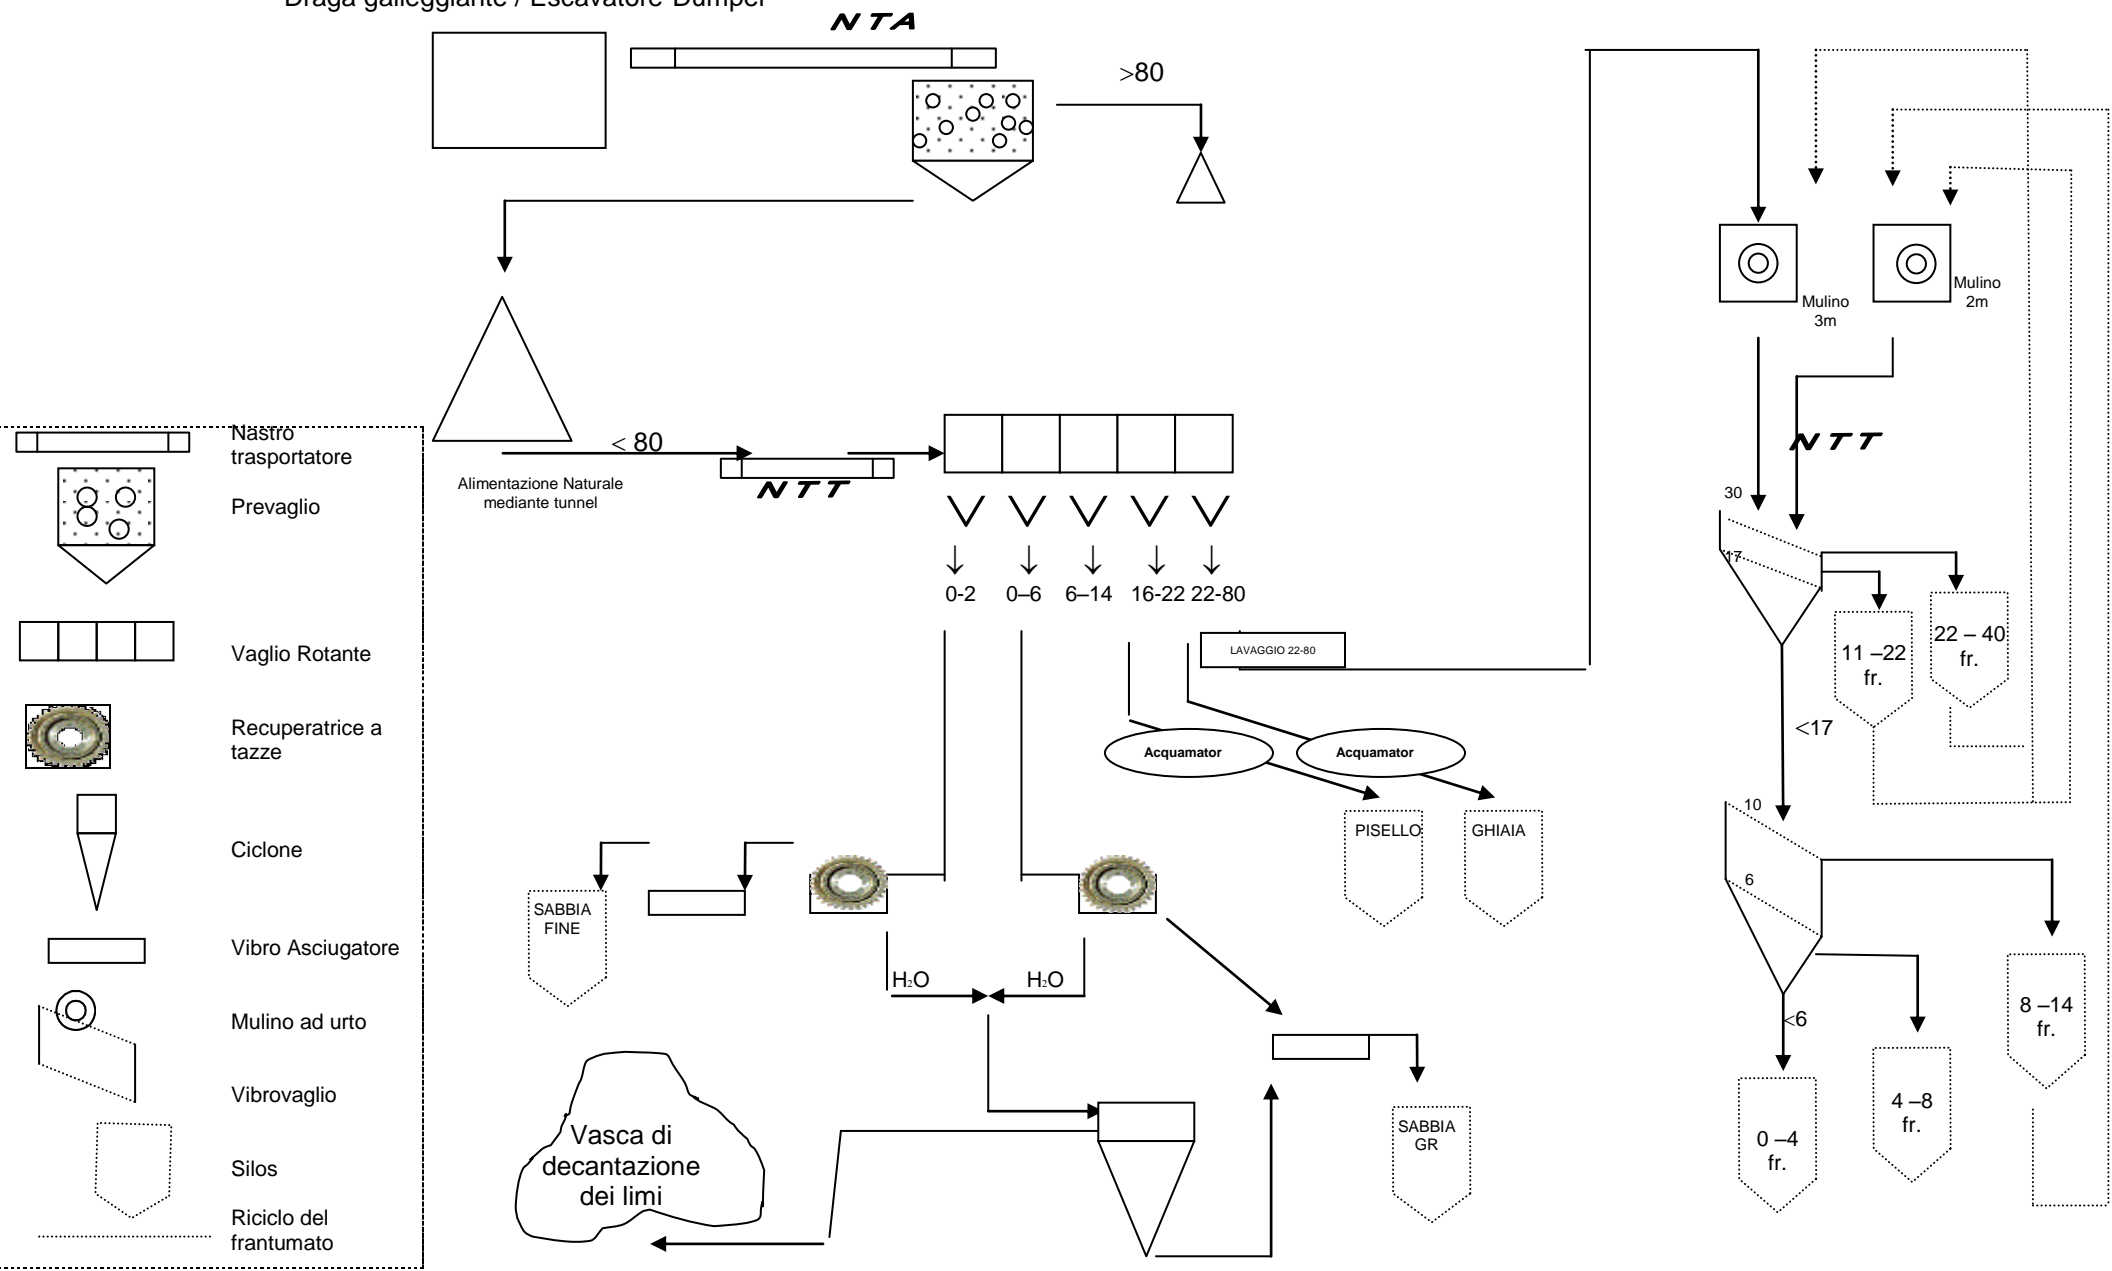 Draga galleggiante / Escavatore-Dumper
NTA
>80
Mulino
3m
Mulino
2m
< 80
NTT
Alimentazione Naturale
mediante tunnel
NTT
0-2
0–6
6–14
16-22
22-80
LAVAGGIO 22-80
Acquamator
Acquamator
PISELLO
GHIAIA
SABBIA
FINE
H2O
H2O
SABBIA
GR
Vasca di
decantazione
dei limi
30
17
11 –22
fr.
22 – 40
fr.
<17
10
6
<6
8 –14
fr.
4 –8
fr.
0 –4
fr.
Nastro
trasportatore
Prevaglio
Vaglio Rotante
Recuperatrice a
tazze
Ciclone
Vibro Asciugatore
Mulino ad urto
Vibrovaglio
Silos
Riciclo del
frantumato